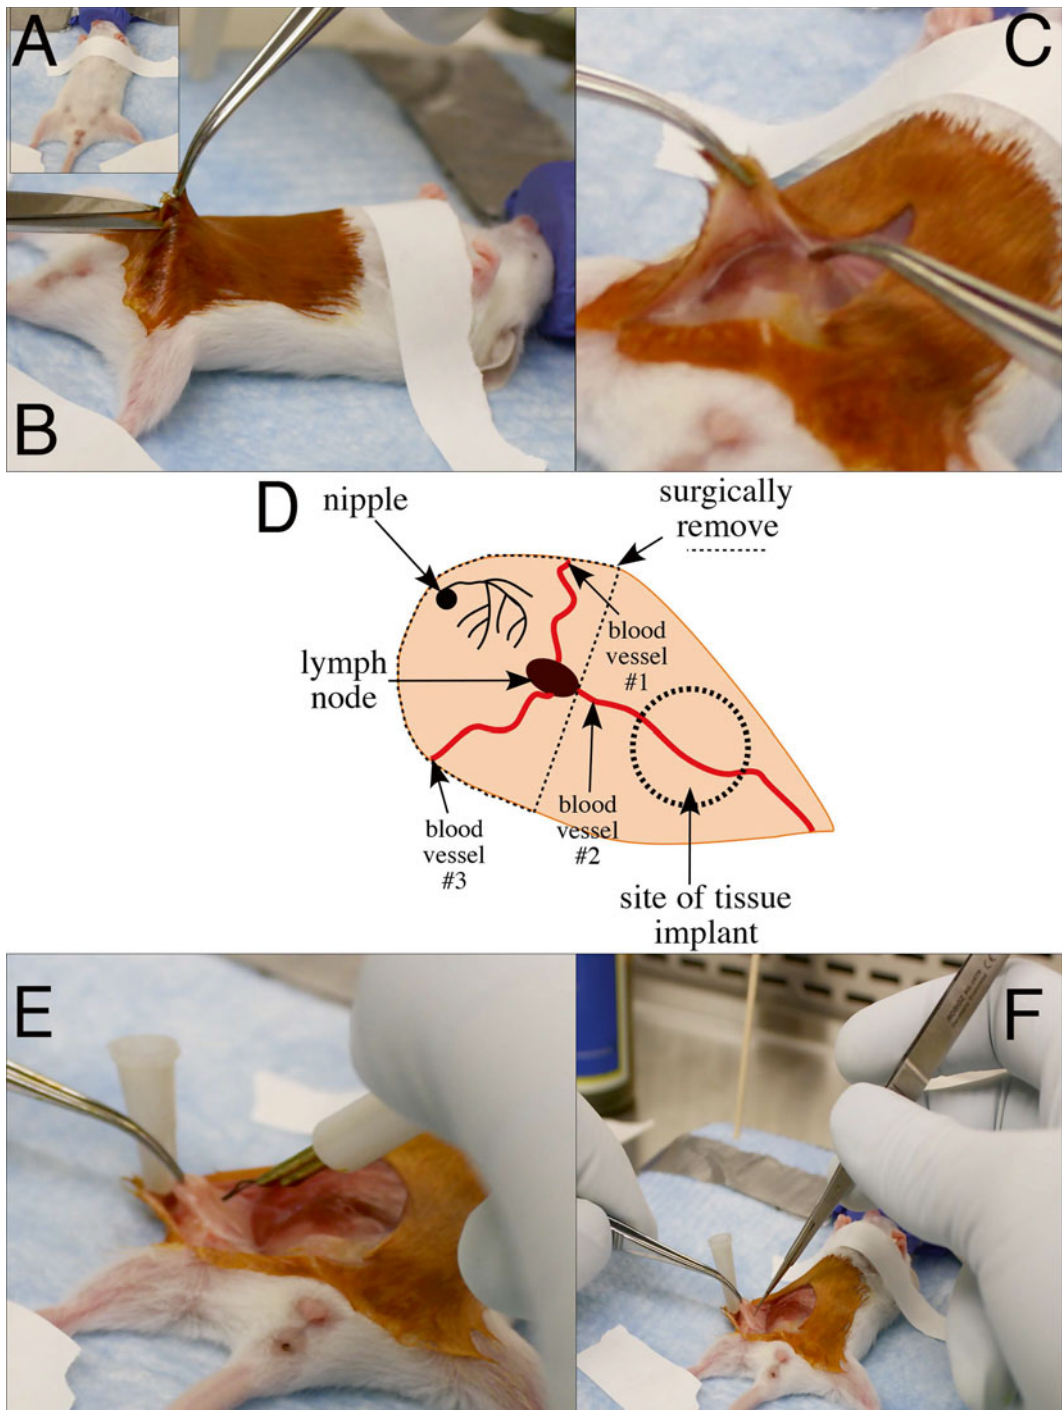 A
B
C
D
nipple
surgically
remove
blood
vessel
#1
lymph
node
blood
vessel
#2
blood
vessel
#3
site of tissue
implant
E
F